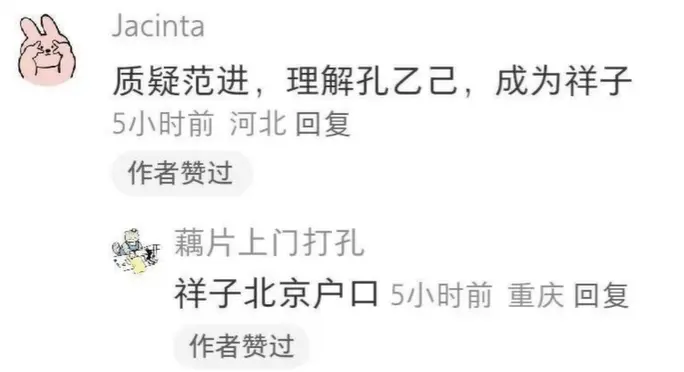 Jacinta
质疑范进，理解孔乙己，成为祥子
5小时前 河北 回复
作者赞过
藕片上门打孔
祥子北京户口 5小时前 重庆 回复
作者赞过